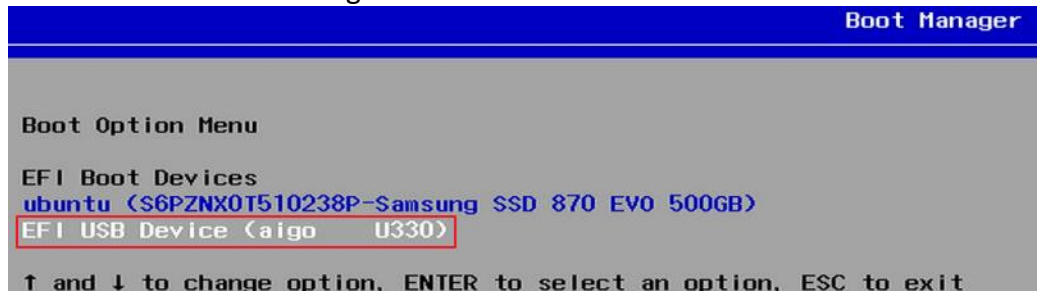 Boot Manager
Boot Option Menu
EFI Boot Devices
ubuntu (S6PZNX0T510238P-Samsung SSD 870 EVO 500GB)
EFI USB Device (aigo    U330)
↑ and ↓ to change option, ENTER to select an option, ESC to exit